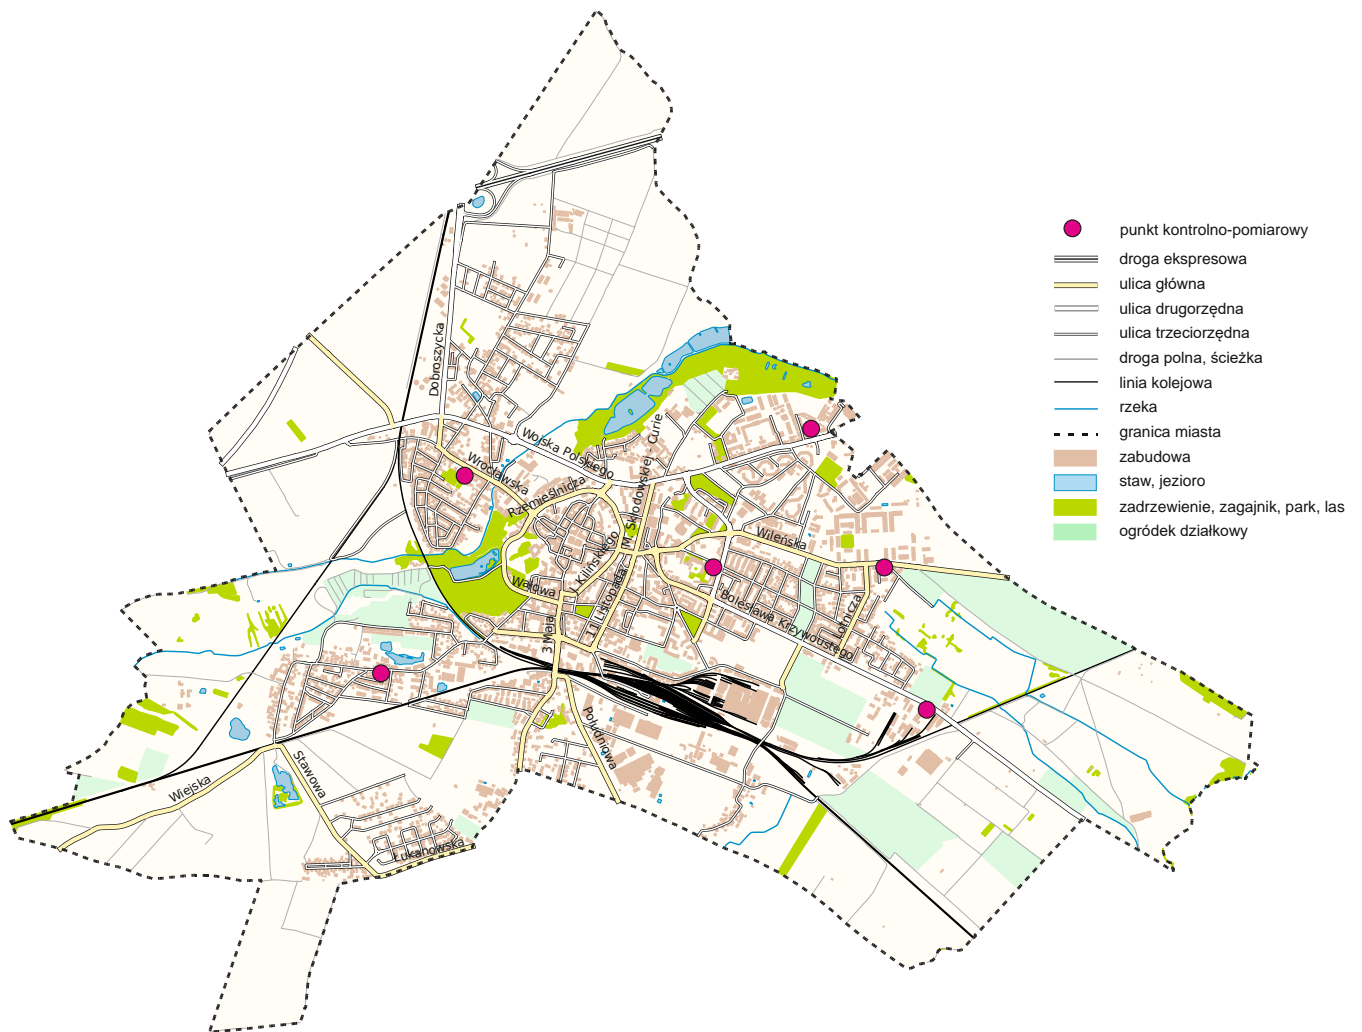 punkt kontrolno-pomiarowy
droga ekspresowa
ulica główna
ulica drugorzędna
ulica trzeciorzędna
droga polna, ścieżka
linia kolejowa
rzeka
granica miasta
zabudowa
staw, jezioro
zadrzewienie, zagajnik, park, las
ogródek działkowy
Dobroszycka
Wojska Polskiego
Wrocławska
Rzemieślnicza
M. Skłodowskiej - Curie
J. Kilińskiego
Wileńska
Wałowa
11 Listopada
3 Maja
Bolesława Krzywoustego
Lotnicza
Południowa
Wiejska
Stawowa
Łukanowska